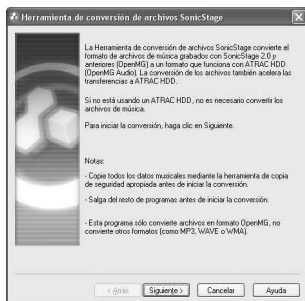 Herramienta de conversión de archivos SonicStage
La Herramienta de conversión de archivos SonicStage convierte el
formato de archivos de música grabados con SonicStage 2.0 y
anteriores (OpenMG) a un formato que funciona con ATRAC HDD
(OpenMG Audio). La conversión de los archivos también acelera las
transferencias a ATRAC HDD.
Si no está usando un ATRAC HDD, no es necesario convertir los
archivos de música.
Para iniciar la conversión, haga clic en Siguiente.
Notas:
- Copie todos los datos musicales mediante la herramienta de copia
de seguridad apropiada antes de iniciar la conversión.
- Salga del resto de programas antes de iniciar la conversión.
- Esta programa sólo convierte archivos en formato OpenMG, no
convierte otros formatos (como MP3, WAVE o WMA).
< Atrás Siguiente > Cancelar Ayuda